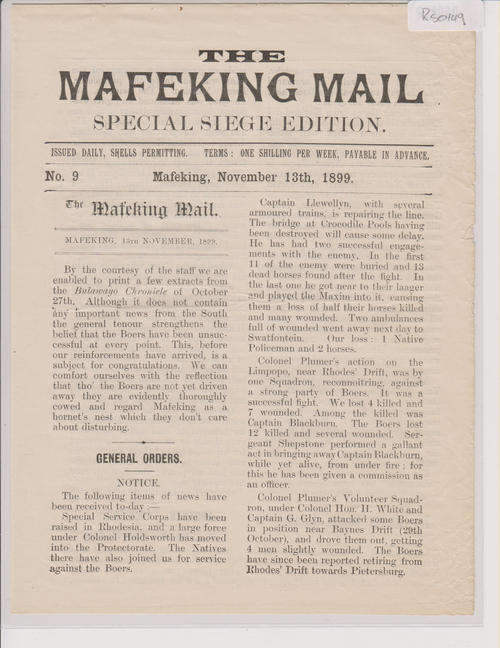 THE
MAFEKING MAIL
SPECIAL SIEGE EDITION.
ISSUED DAILY, SHELLS PERMITTING. TERMS: ONE SHILLING PER WEEK, PAYABLE IN ADVANCE.
No. 9 Mafeking, November 13th, 1899.
The Mafeking Mail.
MAFEKING, 13TH NOVEMBER, 1899.
By the courtesy of the staff we are
enabled to print a few extracts from
the Bulawayo Chronicle of October
27th. Although it does not contain
any important news from the South
the general tenour strengthens the
belief that the Boers have been unsuc-
cessful at every point. This, before
our reinforcements have arrived, is a
subject for congratulations. We can
comfort ourselves with the reflection
that tho' the Boers are not yet driven
away they are evidently thoroughly
cowed and regard Mafeking as a
hornet's nest which they don't care
about disturbing.
GENERAL ORDERS.
NOTICE.
The following items of news have
been received to-day :—
Special Service Corps have been
raised in Rhodesia, and a large force
under Colonel Holdsworth has moved
into the Protectorate. The Natives
there have also joined us for service
against the Boers.
Captain Llewellyn, with several
armoured trains, is repairing the line.
The bridge at Crocodile Pools having
been destroyed will cause some delay.
He has had two successful engage-
ments with the enemy. In the first
11 of the enemy were buried and 13
dead horses found after the fight. In
the last one he got near to their laager
and played the Maxim into it, causing
them a loss of half their horses killed
and many wounded. Two ambulances
full of wounded went away next day to
Swatfontein. Our loss: 1 Native
Policeman and 2 horses.
Colonel Plumer's action on the
Limpopo, near Rhodes' Drift, was by
one Squadron, reconnoitring, against
a strong party of Boers. It was a
successful fight. We lost 4 killed and
7 wounded. Among the killed was
Captain Blackburn. The Boers lost
12 killed and several wounded. Ser-
geant Shepstone performed a gallant
act in bringing away Captain Blackburn,
while yet alive, from under fire; for
this he has been given a commission as
an officer.
Colonel Plumer's Volunteer Squad-
ron, under Colonel Hon. H. White and
Captain G. Glyn, attacked some Boers
in position near Baynes Drift (29th
October), and drove them out, getting
4 men slightly wounded. The Boers
have since been reported retiring from
Rhodes' Drift towards Pietersburg.